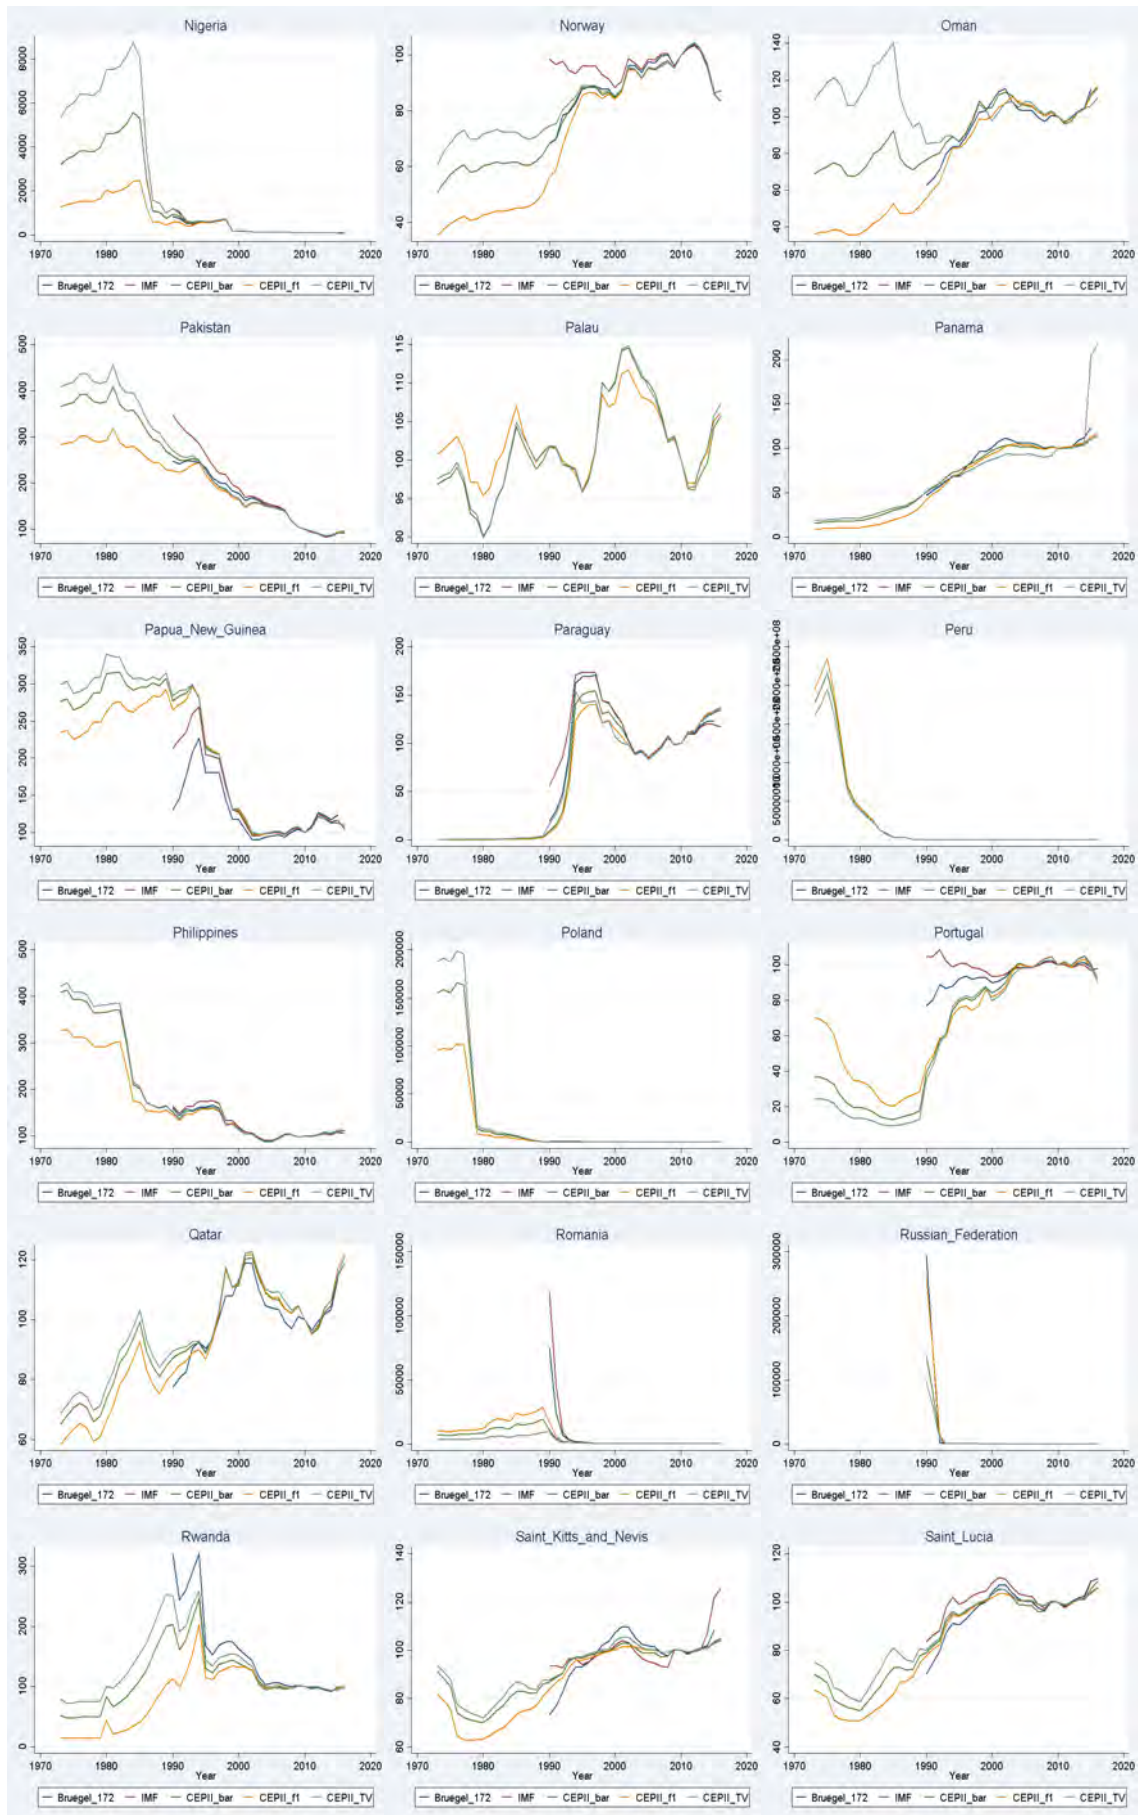 Nigeria Norway Oman
0 2000 4000 6000 8000
40 60 80 100
40 60 80 100 120 140
1970 1980 1990 2000 2010 2020 1970 1980 1990 2000 2010 2020 1970 1980 1990 2000 2010 2020
Year Year Year
Bruegel_172 IMF CEPII_bar CEPII_f1 CEPII_TV Bruegel_172 IMF CEPII_bar CEPII_f1 CEPII_TV Bruegel_172 IMF CEPII_bar CEPII_f1 CEPII_TV
Pakistan Palau Panama
100 200 300 400 500
90 95 100 105 110 115
0 50 100 150 200
1970 1980 1990 2000 2010 2020 1970 1980 1990 2000 2010 2020 1970 1980 1990 2000 2010 2020
Year Year Year
Bruegel_172 IMF CEPII_bar CEPII_f1 CEPII_TV Bruegel_172 IMF CEPII_bar CEPII_f1 CEPII_TV Bruegel_172 IMF CEPII_bar CEPII_f1 CEPII_TV
Papua_New_Guinea Paraguay Peru
100 150 200 250 300 350
0 50 100 150 200
0
1970 1980 1990 2000 2010 2020 1970 1980 1990 2000 2010 2020 1970 1980 1990 2000 2010 2020
Year Year Year
Bruegel_172 IMF CEPII_bar CEPII_f1 CEPII_TV Bruegel_172 IMF CEPII_bar CEPII_f1 CEPII_TV Bruegel_172 IMF CEPII_bar CEPII_f1 CEPII_TV
Philippines Poland Portugal
100 200 300 400 500
0 50000 100000 150000 200000
0 20 40 60 80 100
1970 1980 1990 2000 2010 2020 1970 1980 1990 2000 2010 2020 1970 1980 1990 2000 2010 2020
Year Year Year
Bruegel_172 IMF CEPII_bar CEPII_f1 CEPII_TV Bruegel_172 IMF CEPII_bar CEPII_f1 CEPII_TV Bruegel_172 IMF CEPII_bar CEPII_f1 CEPII_TV
Qatar Romania Russian_Federation
60 80 100 120
0 50000 100000 150000
0 100000 200000 300000
1970 1980 1990 2000 2010 2020 1970 1980 1990 2000 2010 2020 1970 1980 1990 2000 2010 2020
Year Year Year
Bruegel_172 IMF CEPII_bar CEPII_f1 CEPII_TV Bruegel_172 IMF CEPII_bar CEPII_f1 CEPII_TV Bruegel_172 IMF CEPII_bar CEPII_f1 CEPII_TV
Rwanda Saint_Kitts_and_Nevis Saint_Lucia
0 100 200 300
60 80 100 120 140
40 60 80 100 120
1970 1980 1990 2000 2010 2020 1970 1980 1990 2000 2010 2020 1970 1980 1990 2000 2010 2020
Year Year Year
Bruegel_172 IMF CEPII_bar CEPII_f1 CEPII_TV Bruegel_172 IMF CEPII_bar CEPII_f1 CEPII_TV Bruegel_172 IMF CEPII_bar CEPII_f1 CEPII_TV